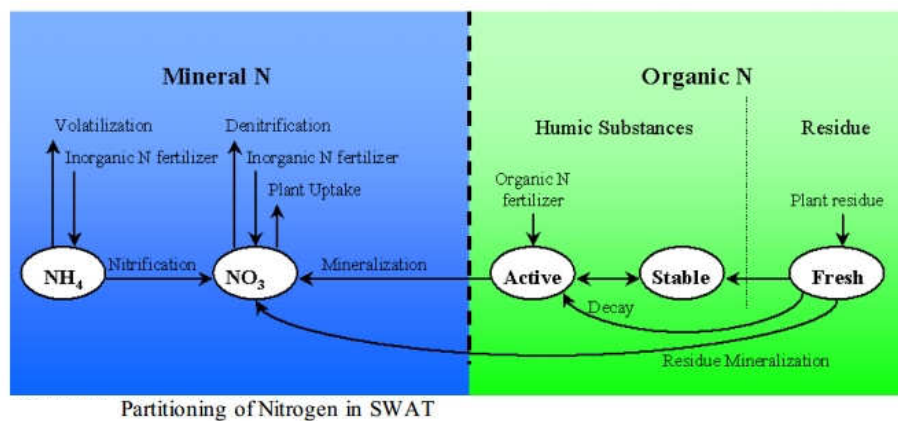 Mineral N
Organic N
Volatilization
Denitrification
Humic Substances
Residue
Inorganic N fertilizer
Inorganic N fertilizer
Plant Uptake
Organic N
fertilizer
Plant residue
NH₄
Nitrification
NO₃
Mineralization
Active
Stable
Fresh
Decay
Residue Mineralization
Partitioning of Nitrogen in SWAT